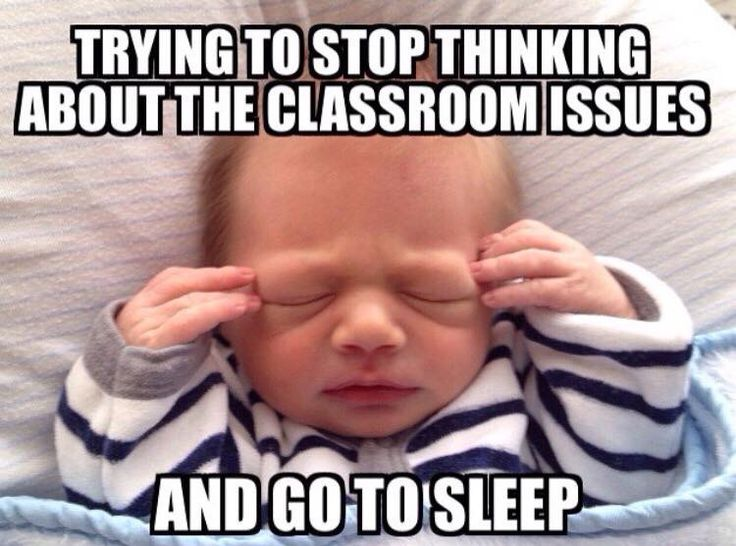 TRYING TO STOP THINKING
ABOUT THE CLASSROOM ISSUES
AND GO TO SLEEP